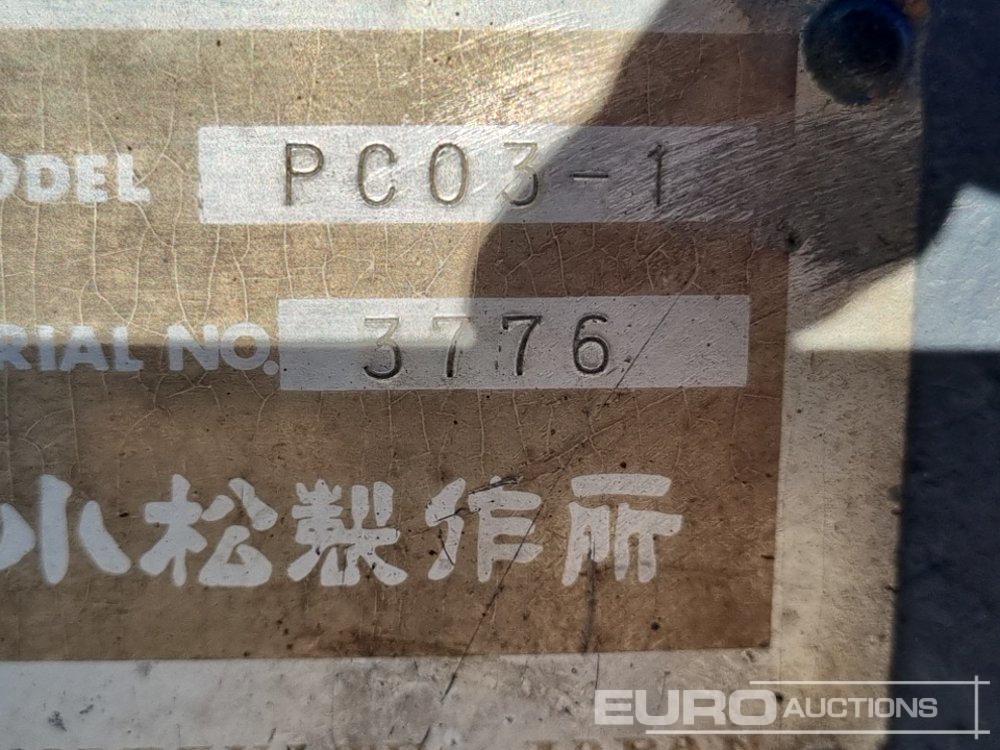 ODEL PC03-1
RIAL NO. 3776
小松製作所
EURO AUCTIONS